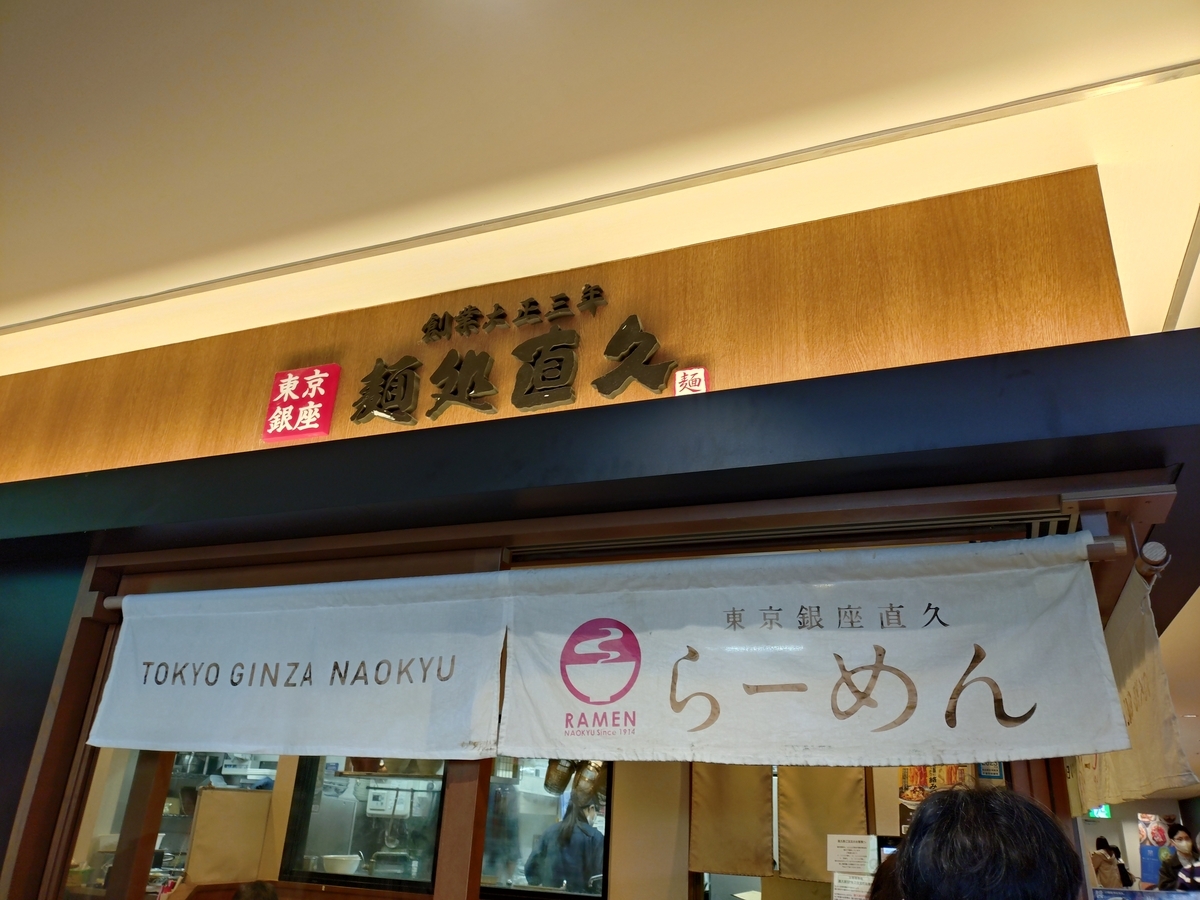 創業大正三年
東京
銀座
麺処直久
麺
東京銀座直久
TOKYO GINZA NAOKYU
らーめん
RAMEN
NAOKYU Since 1914